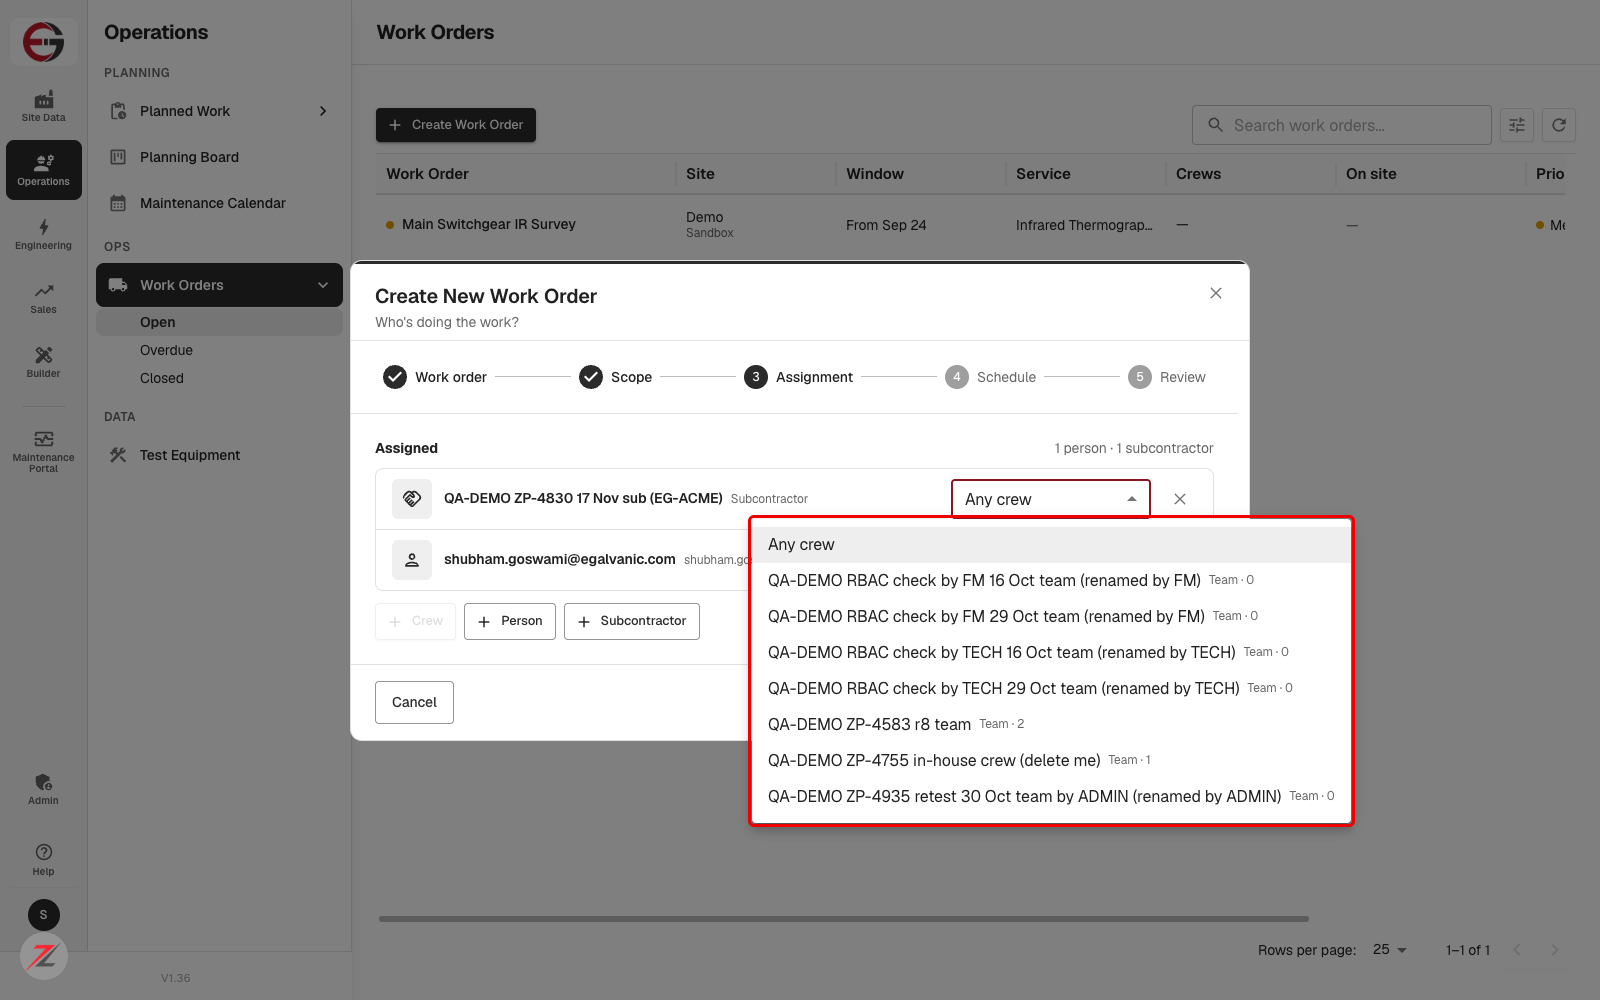 Operations
Work Orders
PLANNING
Site Data
Planned Work
Create Work Order
Search work orders...
Operations
Planning Board
Work Order
Site
Window
Service
Crews
On site
Prio
Maintenance Calendar
Main Switchgear IR Survey
Demo
Sandbox
From Sep 24
Infrared Thermograp...
—
—
Me
Engineering
OPS
Work Orders
Open
Overdue
Closed
Sales
Builder
DATA
Test Equipment
Maintenance
Portal
Create New Work Order
Who's doing the work?
Work order
Scope
3 Assignment
4 Schedule
5 Review
Assigned
1 person · 1 subcontractor
QA-DEMO ZP-4830 17 Nov sub (EG-ACME) Subcontractor
Any crew
shubham.goswami@egalvanic.com shubham.gos
Crew
Person
Subcontractor
Cancel
Any crew
QA-DEMO RBAC check by FM 16 Oct team (renamed by FM) Team · 0
QA-DEMO RBAC check by FM 29 Oct team (renamed by FM) Team · 0
QA-DEMO RBAC check by TECH 16 Oct team (renamed by TECH) Team · 0
QA-DEMO RBAC check by TECH 29 Oct team (renamed by TECH) Team · 0
QA-DEMO ZP-4583 r8 team Team · 2
QA-DEMO ZP-4755 in-house crew (delete me) Team · 1
QA-DEMO ZP-4935 retest 30 Oct team by ADMIN (renamed by ADMIN) Team · 0
Admin
Help
S
V1.36
Rows per page: 25
1–1 of 1